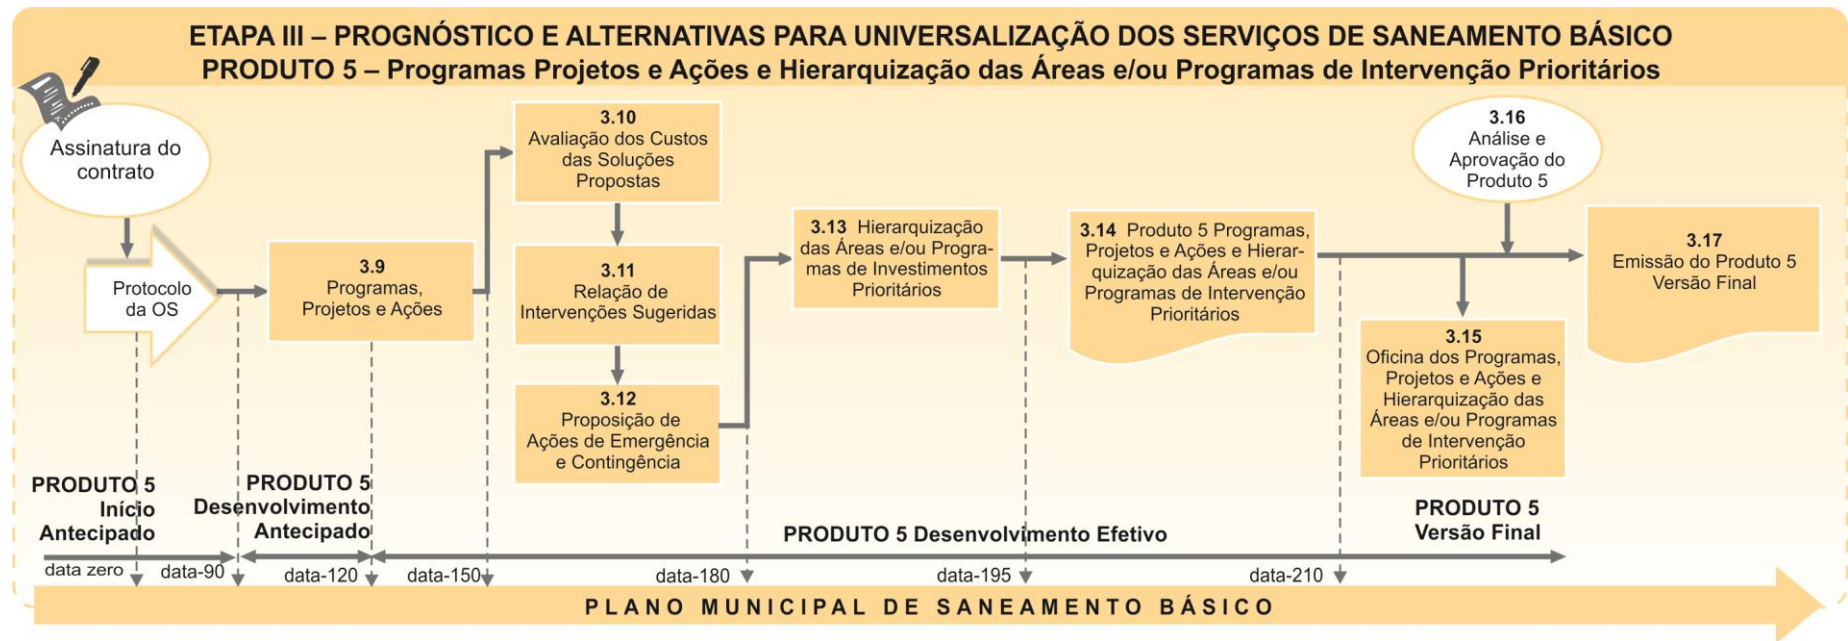 ETAPA III – PROGNÓSTICO E ALTERNATIVAS PARA UNIVERSALIZAÇÃO DOS SERVIÇOS DE SANEAMENTO BÁSICO
PRODUTO 5 – Programas Projetos e Ações e Hierarquização das Áreas e/ou Programas de Intervenção Prioritários
Assinatura do
contrato
Protocolo
da OS
3.9
Programas,
Projetos e Ações
3.10
Avaliação dos Custos
das Soluções
Propostas
3.11
Relação de
Intervenções Sugeridas
3.12
Proposição de
Ações de Emergência
e Contingência
3.13 Hierarquização
das Áreas e/ou Progra-
mas de Investimentos
Prioritários
3.14 Produto 5 Programas,
Projetos e Ações e Hierar-
quização das Áreas e/ou
Programas de Intervenção
Prioritários
3.16
Análise e
Aprovação do
Produto 5
3.15
Oficina dos Programas,
Projetos e Ações e
Hierarquização das
Áreas e/ou Programas
de Intervenção
Prioritários
3.17
Emissão do Produto 5
Versão Final
PRODUTO 5
Início
Antecipado
PRODUTO 5
Desenvolvimento
Antecipado
PRODUTO 5 Desenvolvimento Efetivo
PRODUTO 5
Versão Final
data zero
data-90
data-120
data-150
data-180
data-195
data-210
PLANO MUNICIPAL DE SANEAMENTO BÁSICO